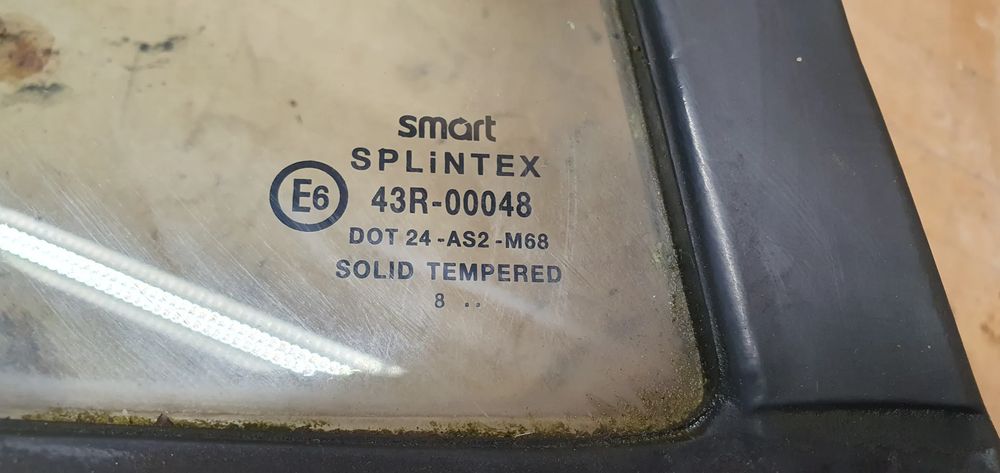 smart
SPLiNTEX
E6 43R-00048
DOT 24-AS2-M68
SOLID TEMPERED
8 ..